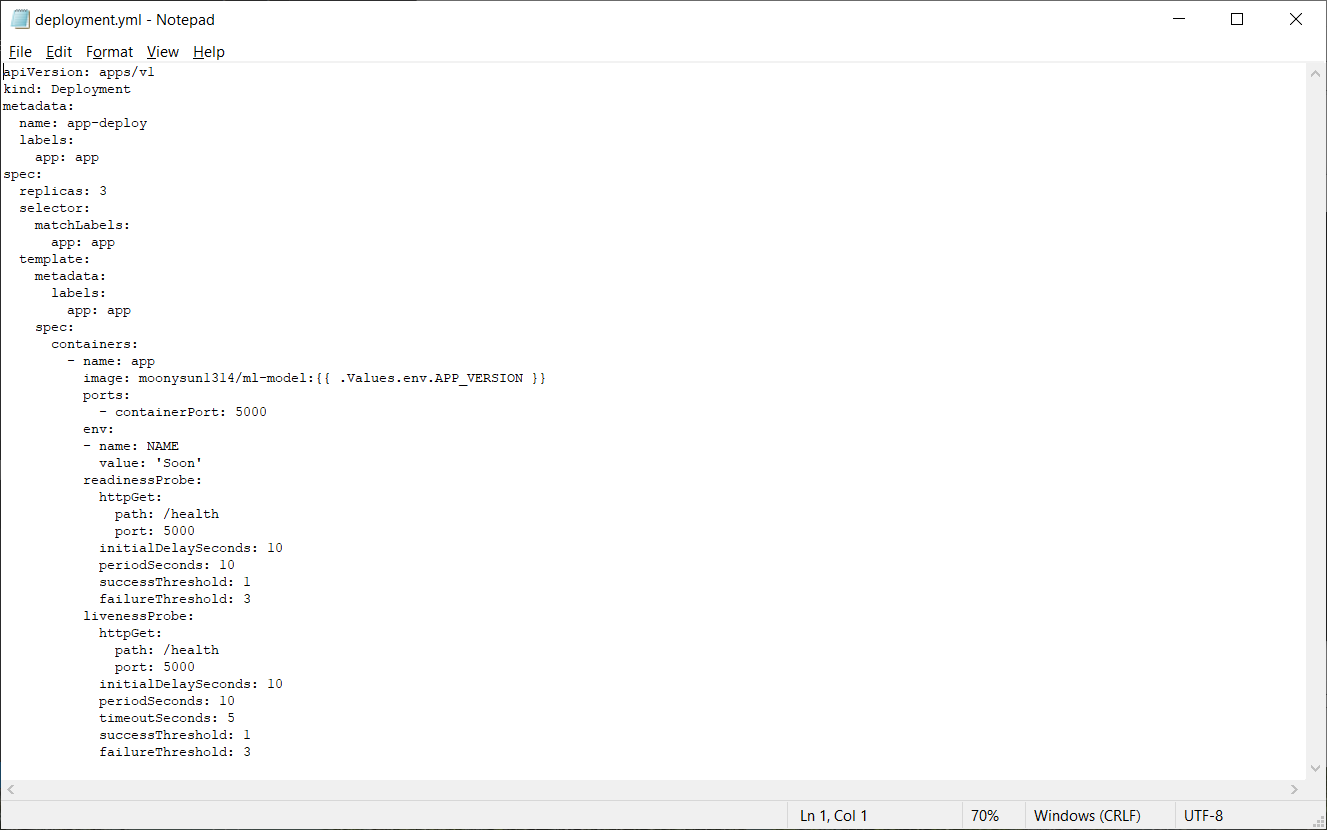 deployment.yml - Notepad
File Edit Format View Help
apiVersion: apps/v1
kind: Deployment
metadata:
  name: app-deploy
  labels:
    app: app
spec:
  replicas: 3
  selector:
    matchLabels:
      app: app
  template:
    metadata:
      labels:
        app: app
    spec:
      containers:
        - name: app
          image: moonysun1314/ml-model:{{ .Values.env.APP_VERSION }}
          ports:
            - containerPort: 5000
          env:
          - name: NAME
            value: 'Soon'
          readinessProbe:
            httpGet:
              path: /health
              port: 5000
            initialDelaySeconds: 10
            periodSeconds: 10
            successThreshold: 1
            failureThreshold: 3
          livenessProbe:
            httpGet:
              path: /health
              port: 5000
            initialDelaySeconds: 10
            periodSeconds: 10
            timeoutSeconds: 5
            successThreshold: 1
            failureThreshold: 3
Ln 1, Col 1 70% Windows (CRLF) UTF-8